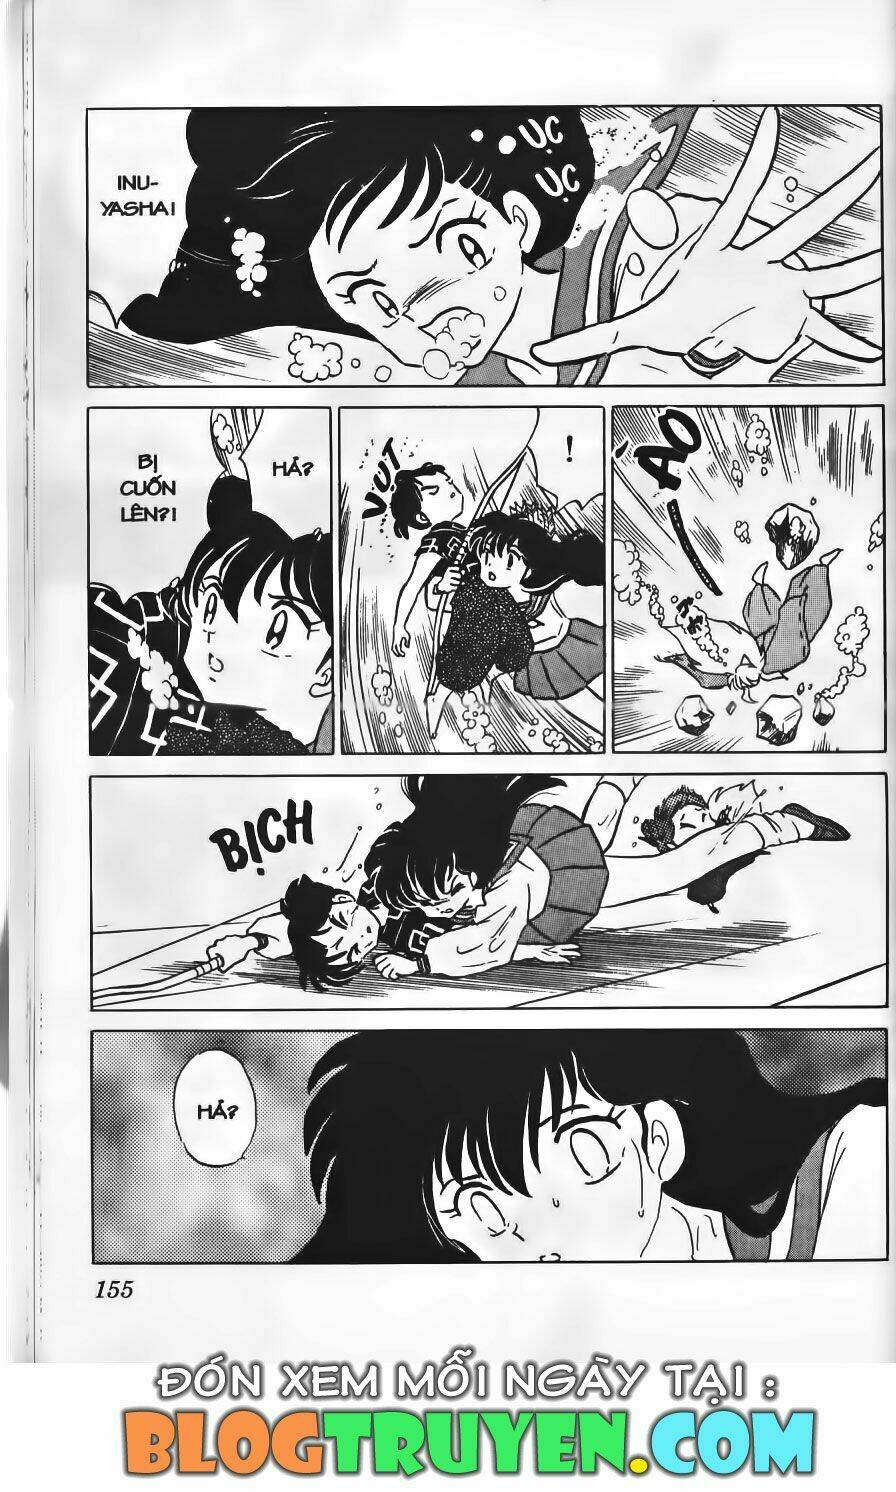 INU-
YASHA!
ỤC
ỤC
ÀO
!
VỤT
HẢ?
BỊ
CUỐN
LÊN?!
BỊCH
HẢ?
155
ĐÓN XEM MỖI NGÀY TẠI :
BLOGTRUYEN.COM